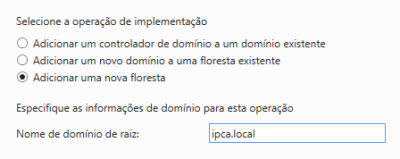 Selecione a operação de implementação
Adicionar um controlador de domínio a um domínio existente
Adicionar um novo domínio a uma floresta existente
Adicionar uma nova floresta
Especifique as informações de domínio para esta operação
Nome de domínio de raiz: ipca.local